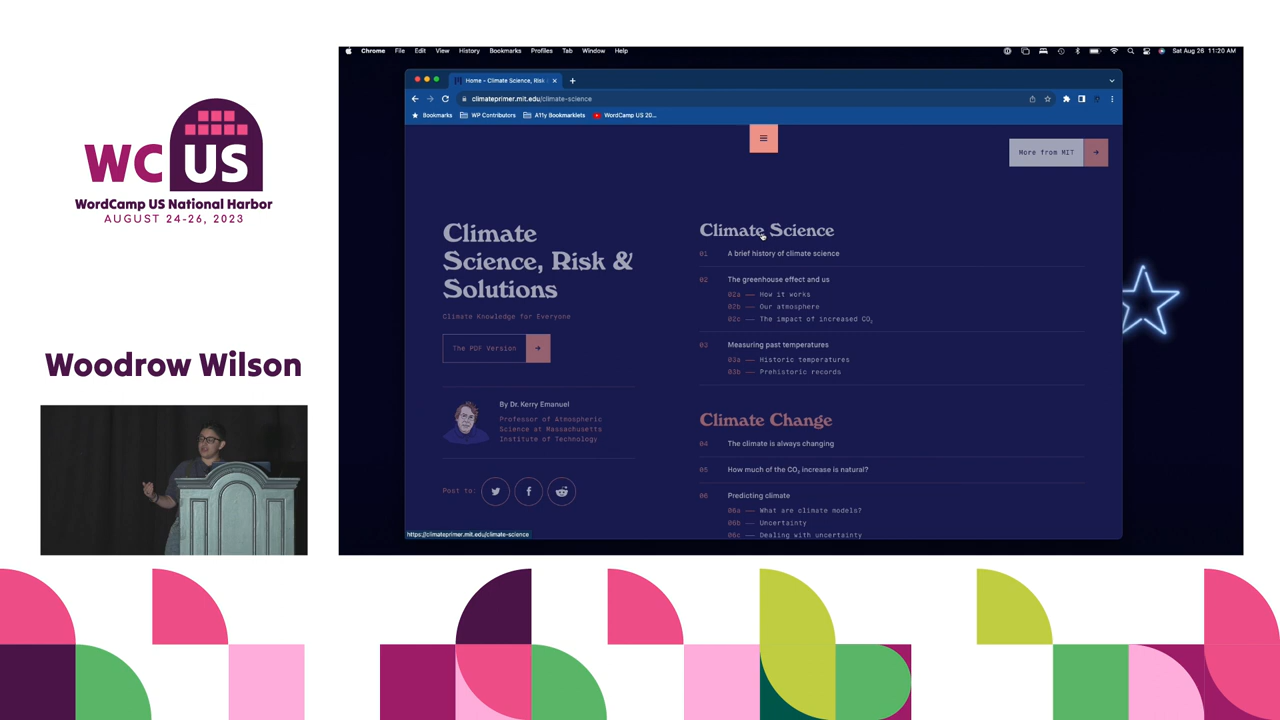 WC US
WordCamp US National Harbor
AUGUST 24-26, 2023
Woodrow Wilson
Chrome File Edit View History Bookmarks Profiles Tab Window Help
Sat Aug 26 11:20 AM
Home - Climate Science, Risk
climateprimer.mit.edu/climate-science
Bookmarks WP Contributors A11y Bookmarklets WordCamp US 20...
More from MIT
Climate
Science, Risk &
Solutions
Climate Knowledge for Everyone
The PDF Version
By Dr. Kerry Emanuel
Professor of Atmospheric
Science at Massachusetts
Institute of Technology
Post to:
Climate Science
01 A brief history of climate science
02 The greenhouse effect and us
02a — How it works
02b — Our atmosphere
02c — The impact of increased CO₂
03 Measuring past temperatures
03a — Historic temperatures
03b — Prehistoric records
Climate Change
04 The climate is always changing
05 How much of the CO₂ increase is natural?
06 Predicting climate
06a — What are climate models?
06b — Uncertainty
06c — Dealing with uncertainty
https://climateprimer.mit.edu/climate-science